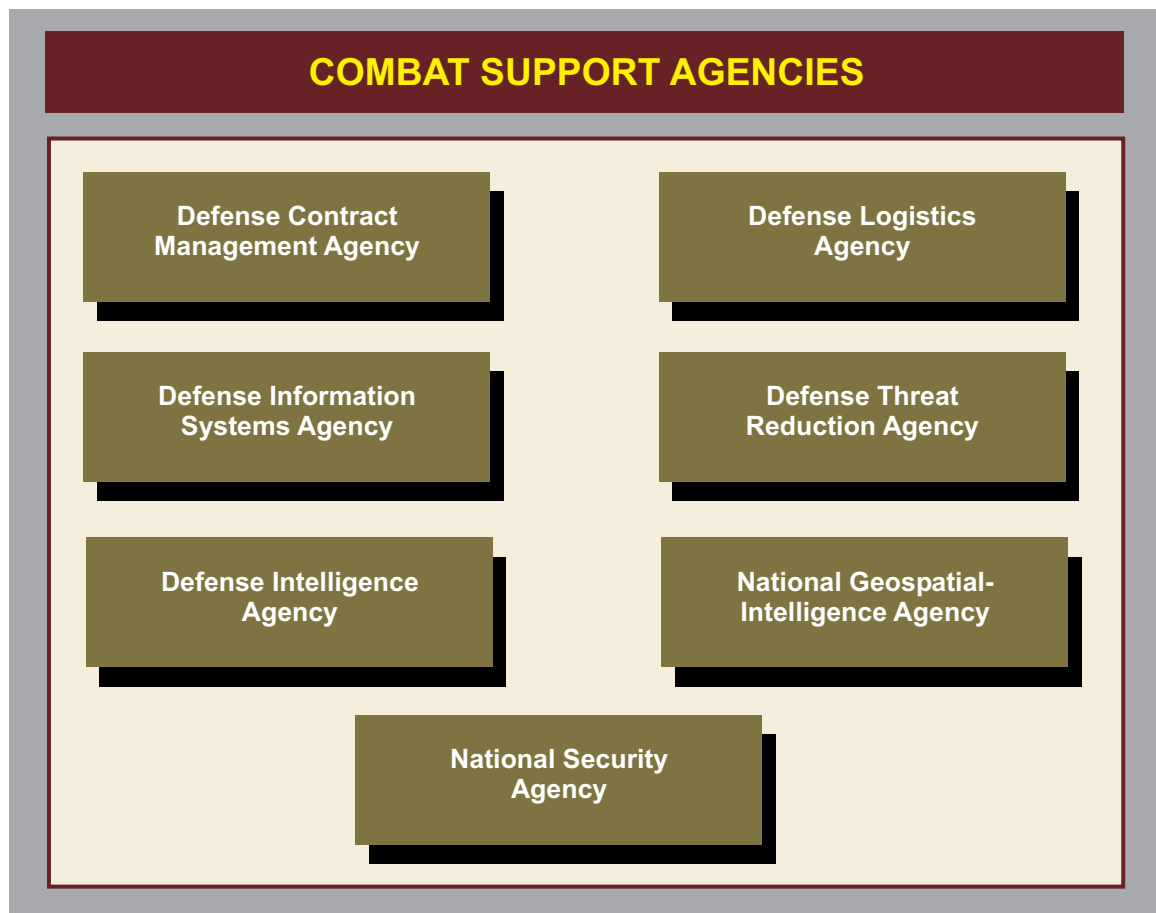 COMBAT SUPPORT AGENCIES
Defense Contract
Management Agency
Defense Logistics
Agency
Defense Information
Systems Agency
Defense Threat
Reduction Agency
Defense Intelligence
Agency
National Geospatial-
Intelligence Agency
National Security
Agency